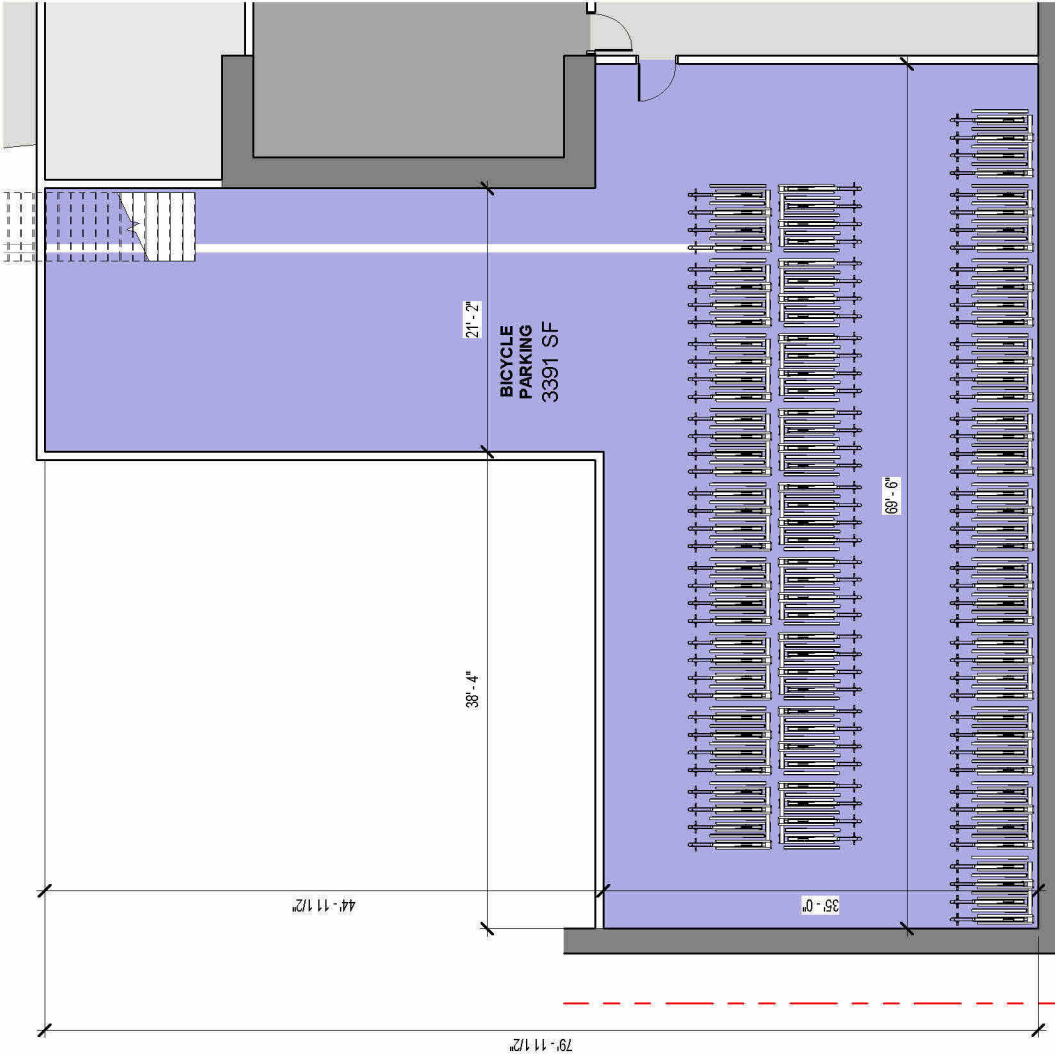 BICYCLE
PARKING
3391 SF
21' - 2"
38' - 4"
69' - 6"
44' - 11 1/2"
35' - 0"
79' - 11 1/2"